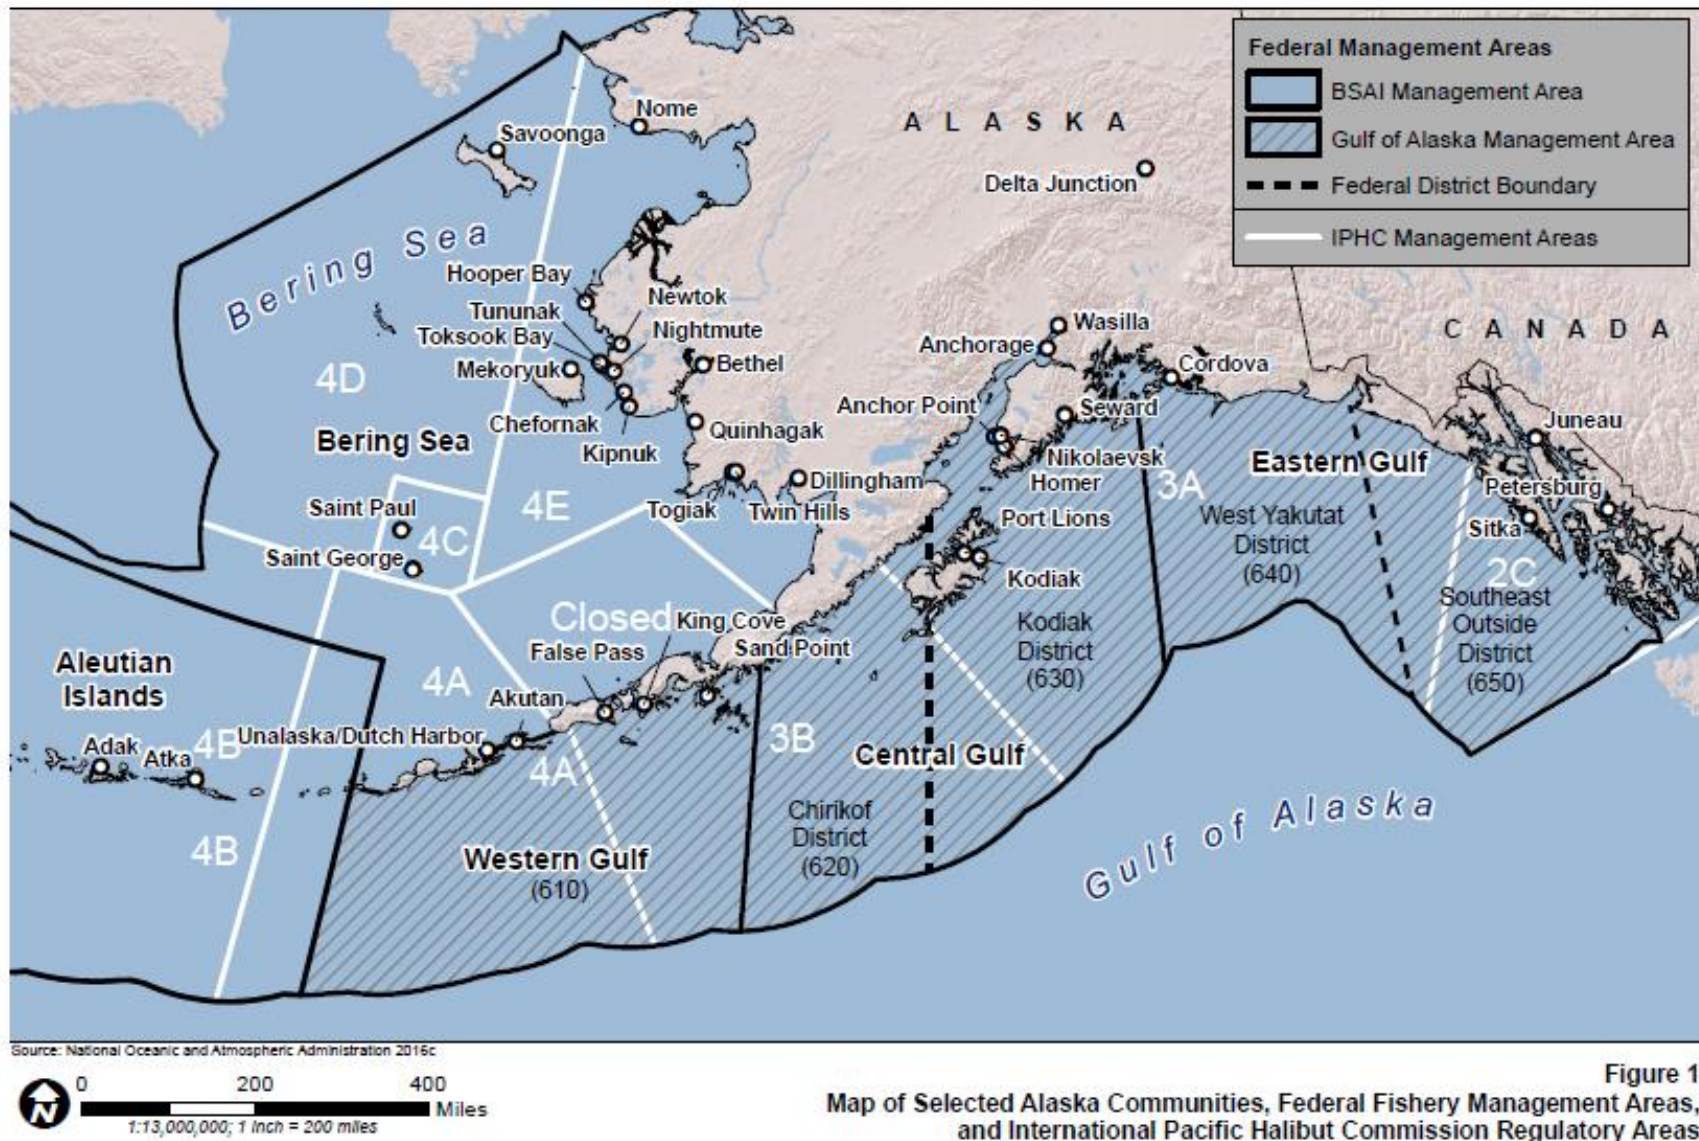 Federal Management Areas
BSAI Management Area
Gulf of Alaska Management Area
Federal District Boundary
IPHC Management Areas
ALASKA
CANADA
Nome
Savoonga
Delta Junction
Bering Sea
Hooper Bay
Newtok
Tununak
Nightmute
Toksook Bay
Mekoryuk
Bethel
Chefornak
Kipnuk
Quinhagak
Wasilla
Anchorage
Cordova
Anchor Point
Seward
Nikolaevsk
Homer
Juneau
4D
Bering Sea
Eastern Gulf
Petersburg
Sitka
3A
West Yakutat
District
(640)
2C
Southeast
Outside
District
(650)
Saint Paul
4C
4E
Saint George
Togiak
Twin Hills
Dillingham
Port Lions
Kodiak
Kodiak
District
(630)
Closed
King Cove
False Pass
Sand Point
Aleutian
Islands
4A
Akutan
Unalaska/Dutch Harbor
Adak
Atka
4B
4A
3B
Central Gulf
Chirikof
District
(620)
4B
Western Gulf
(610)
Gulf of Alaska
Source: National Oceanic and Atmospheric Administration 2016c
N
0 200 400
Miles
1:13,000,000; 1 Inch = 200 miles
Figure 1
Map of Selected Alaska Communities, Federal Fishery Management Areas,
and International Pacific Halibut Commission Regulatory Areas